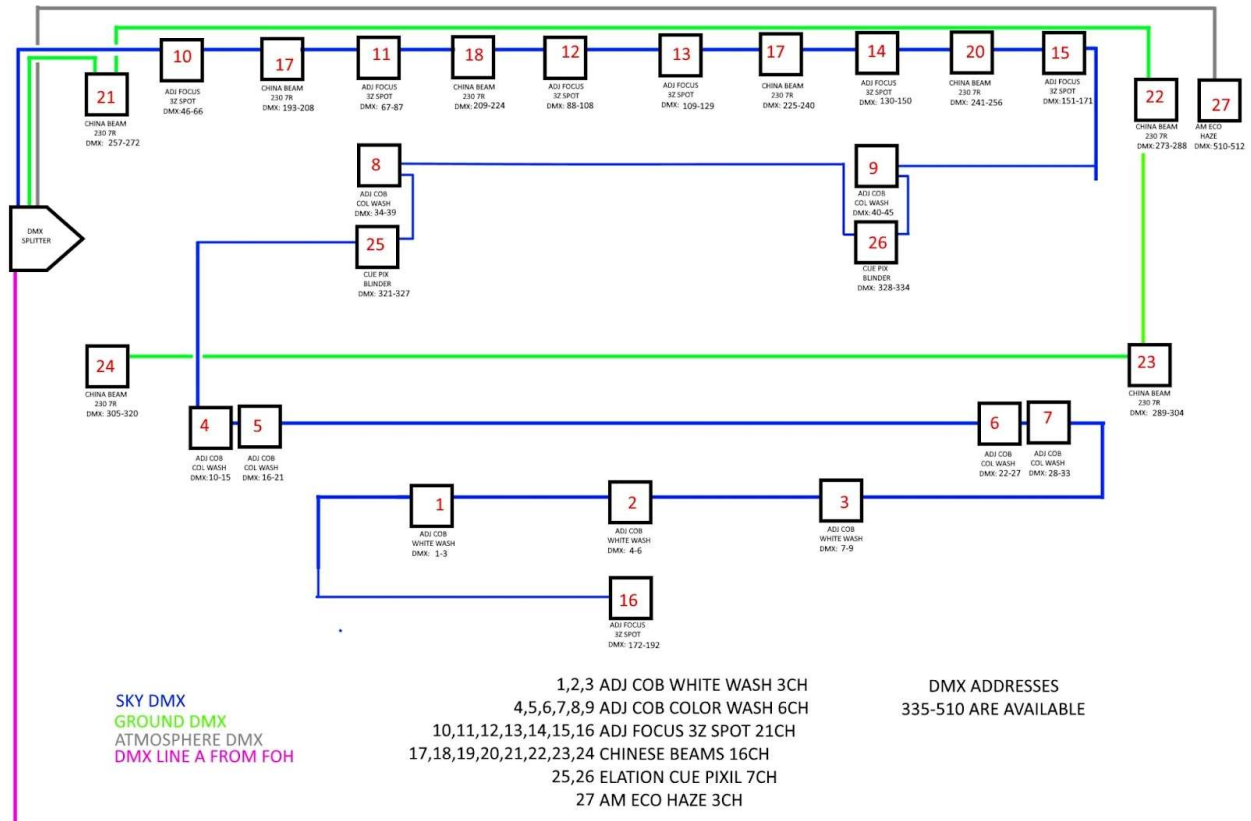 10
17
11
18
12
13
17
14
20
15
21
22
27
ADJ FOCUS
3Z SPOT
DMX:46-66
CHINA BEAM
230 7R
DMX: 193-208
ADJ FOCUS
3Z SPOT
DMX: 67-87
CHINA BEAM
230 7R
DMX: 209-224
ADJ FOCUS
3Z SPOT
DMX: 88-108
ADJ FOCUS
3Z SPOT
DMX: 109-129
CHINA BEAM
230 7R
DMX: 225-240
ADJ FOCUS
3Z SPOT
DMX: 130-150
CHINA BEAM
230 7R
DMX: 241-256
ADJ FOCUS
3Z SPOT
DMX:151-171
CHINA BEAM
230 7R
DMX: 257-272
CHINA BEAM
230 7R
DMX: 273-288
AM ECO
HAZE
DMX: 510-512
8
ADJ COB
COL WASH
DMX: 34-39
9
ADJ COB
COL WASH
DMX: 40-45
DMX
SPLITTER
25
CUE PIX
BLINDER
DMX: 321-327
26
CUE PIX
BLINDER
DMX: 328-334
24
CHINA BEAM
230 7R
DMX: 305-320
23
CHINA BEAM
230 7R
DMX: 289-304
4
ADJ COB
COL WASH
DMX:10-15
5
ADJ COB
COL WASH
DMX: 16-21
6
ADJ COB
COL WASH
DMX: 22-27
7
ADJ COB
COL WASH
DMX: 28-33
1
ADJ COB
WHITE WASH
DMX: 1-3
2
ADJ COB
WHITE WASH
DMX: 4-6
3
ADJ COB
WHITE WASH
DMX: 7-9
16
ADJ FOCUS
3Z SPOT
DMX: 172-192
SKY DMX
GROUND DMX
ATMOSPHERE DMX
DMX LINE A FROM FOH
1,2,3 ADJ COB WHITE WASH 3CH
4,5,6,7,8,9 ADJ COB COLOR WASH 6CH
10,11,12,13,14,15,16 ADJ FOCUS 3Z SPOT 21CH
17,18,19,20,21,22,23,24 CHINESE BEAMS 16CH
25,26 ELATION CUE PIXIL 7CH
27 AM ECO HAZE 3CH
DMX ADDRESSES
335-510 ARE AVAILABLE